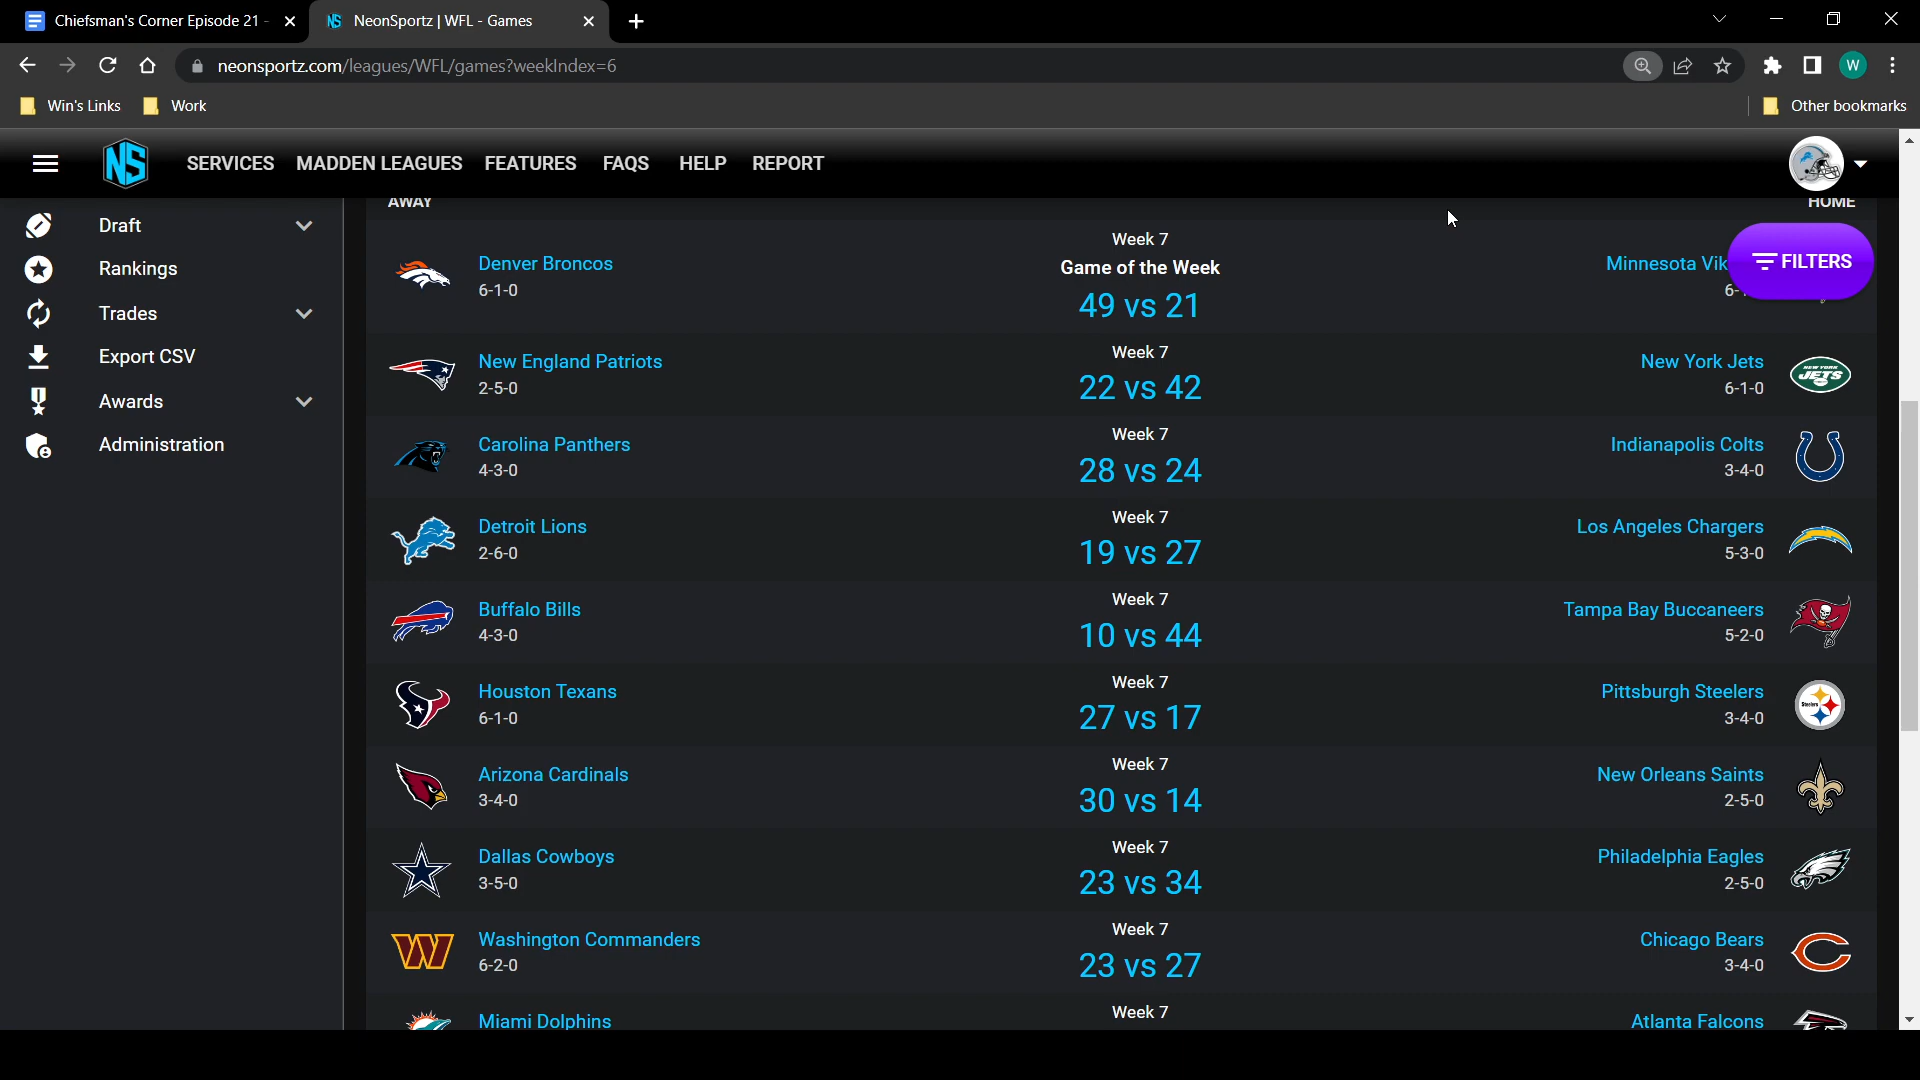 Chiefsman's Corner Episode 21 -
NeonSportz | WFL - Games
neonsportz.com/leagues/WFL/games?weekIndex=6
W
Win's Links
Work
Other bookmarks
NS
SERVICES
MADDEN LEAGUES
FEATURES
FAQS
HELP
REPORT
Draft
Rankings
Trades
Export CSV
Awards
Administration
AWAY
HOME
FILTERS
Denver Broncos
6-1-0
Week 7
Game of the Week
49 vs 21
Minnesota Vik
6-
New England Patriots
2-5-0
Week 7
22 vs 42
New York Jets
6-1-0
NEW YORK
JETS
Carolina Panthers
4-3-0
Week 7
28 vs 24
Indianapolis Colts
3-4-0
Detroit Lions
2-6-0
Week 7
19 vs 27
Los Angeles Chargers
5-3-0
Buffalo Bills
4-3-0
Week 7
10 vs 44
Tampa Bay Buccaneers
5-2-0
Houston Texans
6-1-0
Week 7
27 vs 17
Pittsburgh Steelers
3-4-0
Steelers
Arizona Cardinals
3-4-0
Week 7
30 vs 14
New Orleans Saints
2-5-0
Dallas Cowboys
3-5-0
Week 7
23 vs 34
Philadelphia Eagles
2-5-0
Washington Commanders
6-2-0
Week 7
23 vs 27
Chicago Bears
3-4-0
Miami Dolphins
Week 7
Atlanta Falcons